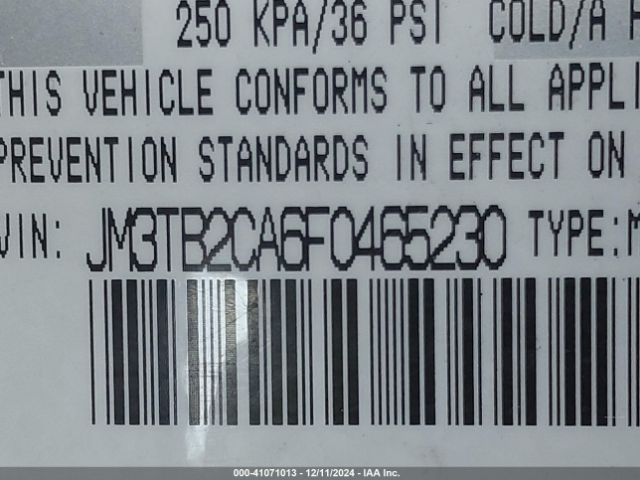 250 KPA/36 PSI COLD/A
THIS VEHICLE CONFORMS TO ALL APPLI
PREVENTION STANDARDS IN EFFECT ON
VIN: JM3TB2CA6F0465230 TYPE:M
000-41071013 - 12/11/2024 - IAA Inc.